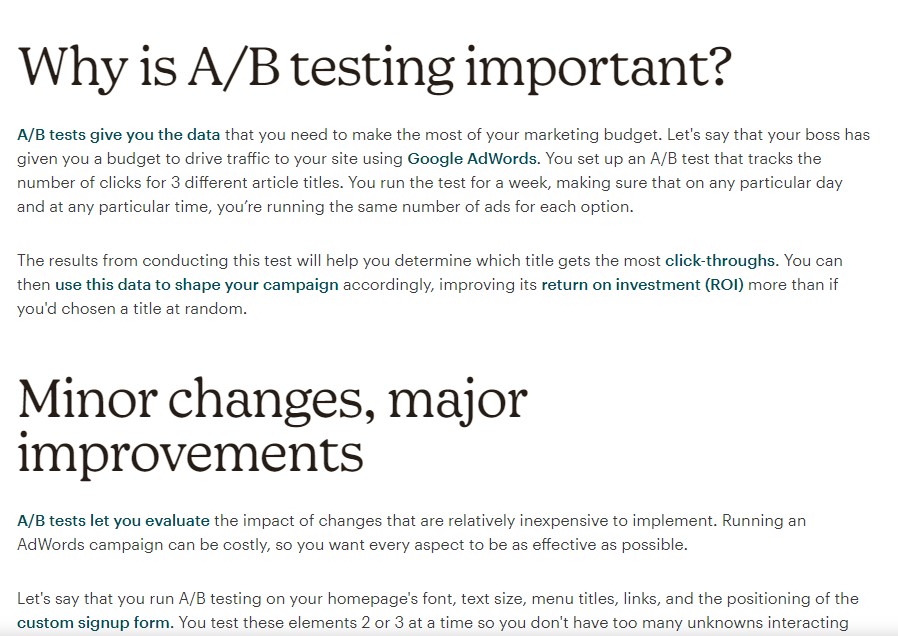 Why is A/B testing important?
A/B tests give you the data that you need to make the most of your marketing budget. Let's say that your boss has
given you a budget to drive traffic to your site using Google AdWords. You set up an A/B test that tracks the
number of clicks for 3 different article titles. You run the test for a week, making sure that on any particular day
and at any particular time, you’re running the same number of ads for each option.
The results from conducting this test will help you determine which title gets the most click-throughs. You can
then use this data to shape your campaign accordingly, improving its return on investment (ROI) more than if
you'd chosen a title at random.
Minor changes, major
improvements
A/B tests let you evaluate the impact of changes that are relatively inexpensive to implement. Running an
AdWords campaign can be costly, so you want every aspect to be as effective as possible.
Let's say that you run A/B testing on your homepage's font, text size, menu titles, links, and the positioning of the
custom signup form. You test these elements 2 or 3 at a time so you don't have too many unknowns interacting